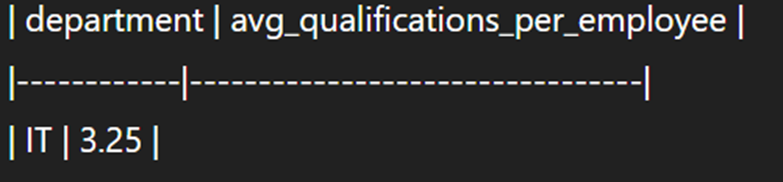 | department | avg_qualifications_per_employee |
|------------|---------------------------------|
| IT | 3.25 |